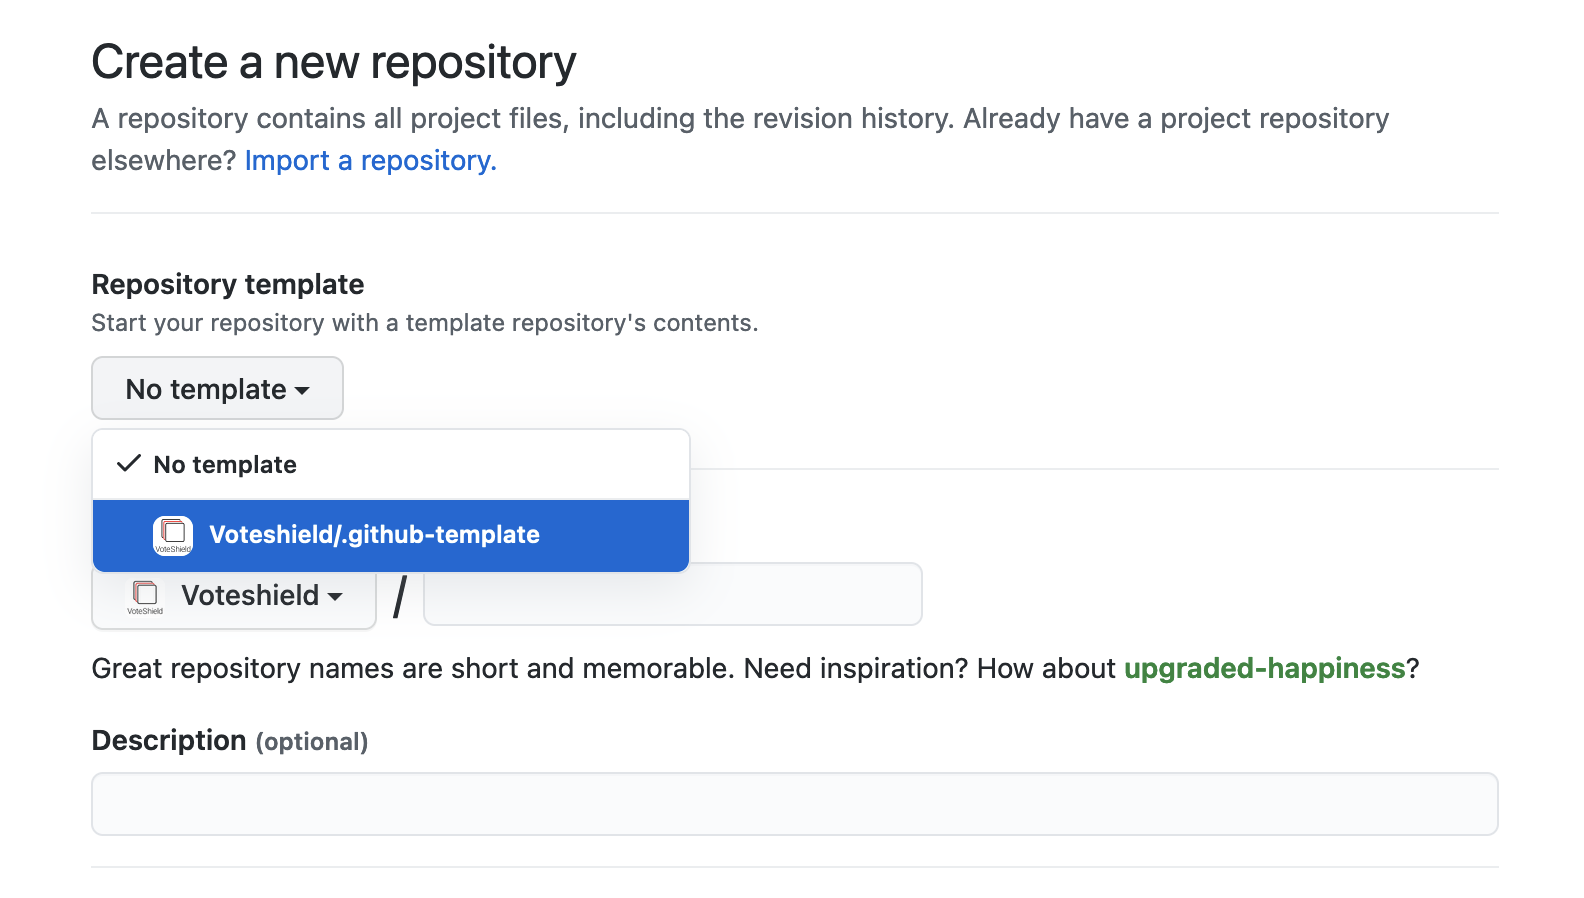 Create a new repository
A repository contains all project files, including the revision history. Already have a project repository
elsewhere? Import a repository.
Repository template
Start your repository with a template repository's contents.
No template
No template
VoteShield
Voteshield/.github-template
VoteShield
Voteshield
/
Great repository names are short and memorable. Need inspiration? How about upgraded-happiness?
Description (optional)